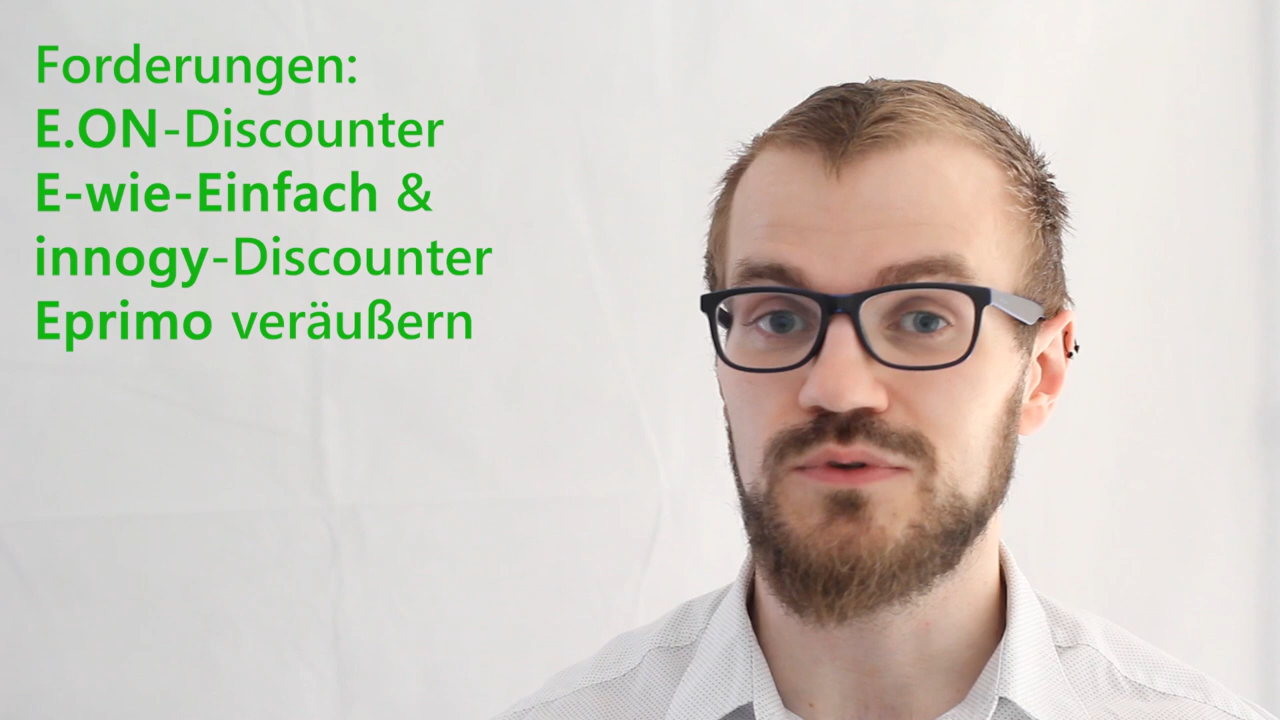 Forderungen:
E.ON-Discounter
E-wie-Einfach &
innogy-Discounter
Eprimo veräußern